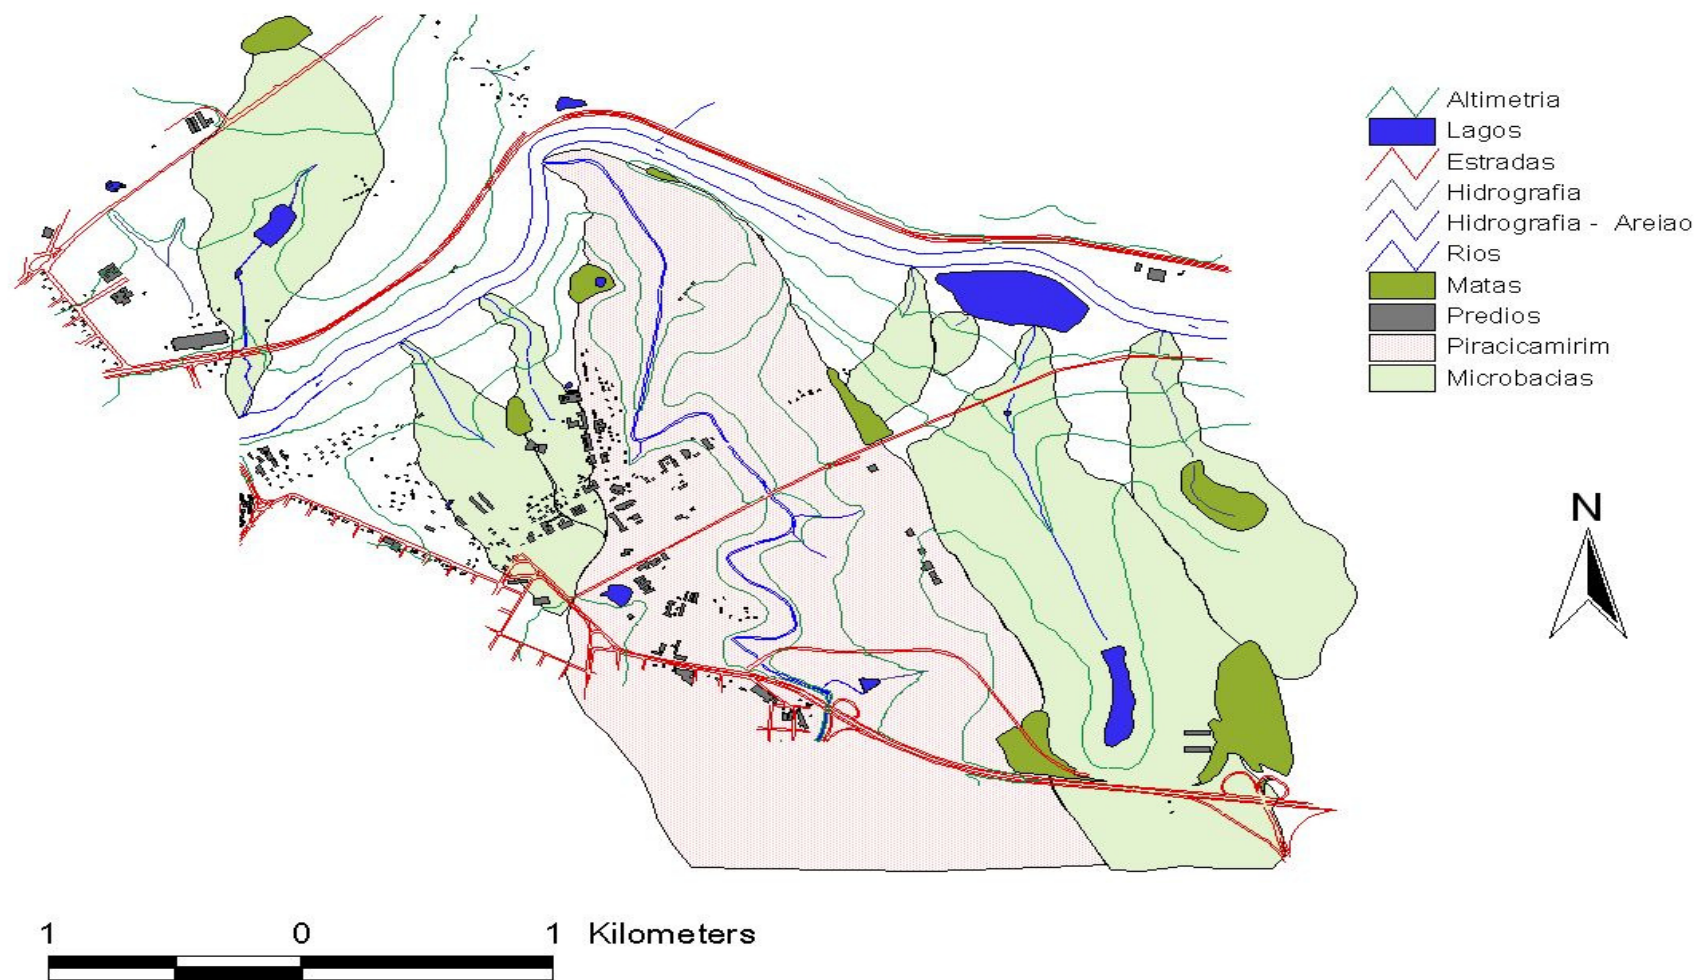 Altimetria
Lagos
Estradas
Hidrografia
Hidrografia - Areiao
Rios
Matas
Predios
Piracicamirim
Microbacias
N
1 0 1 Kilometers